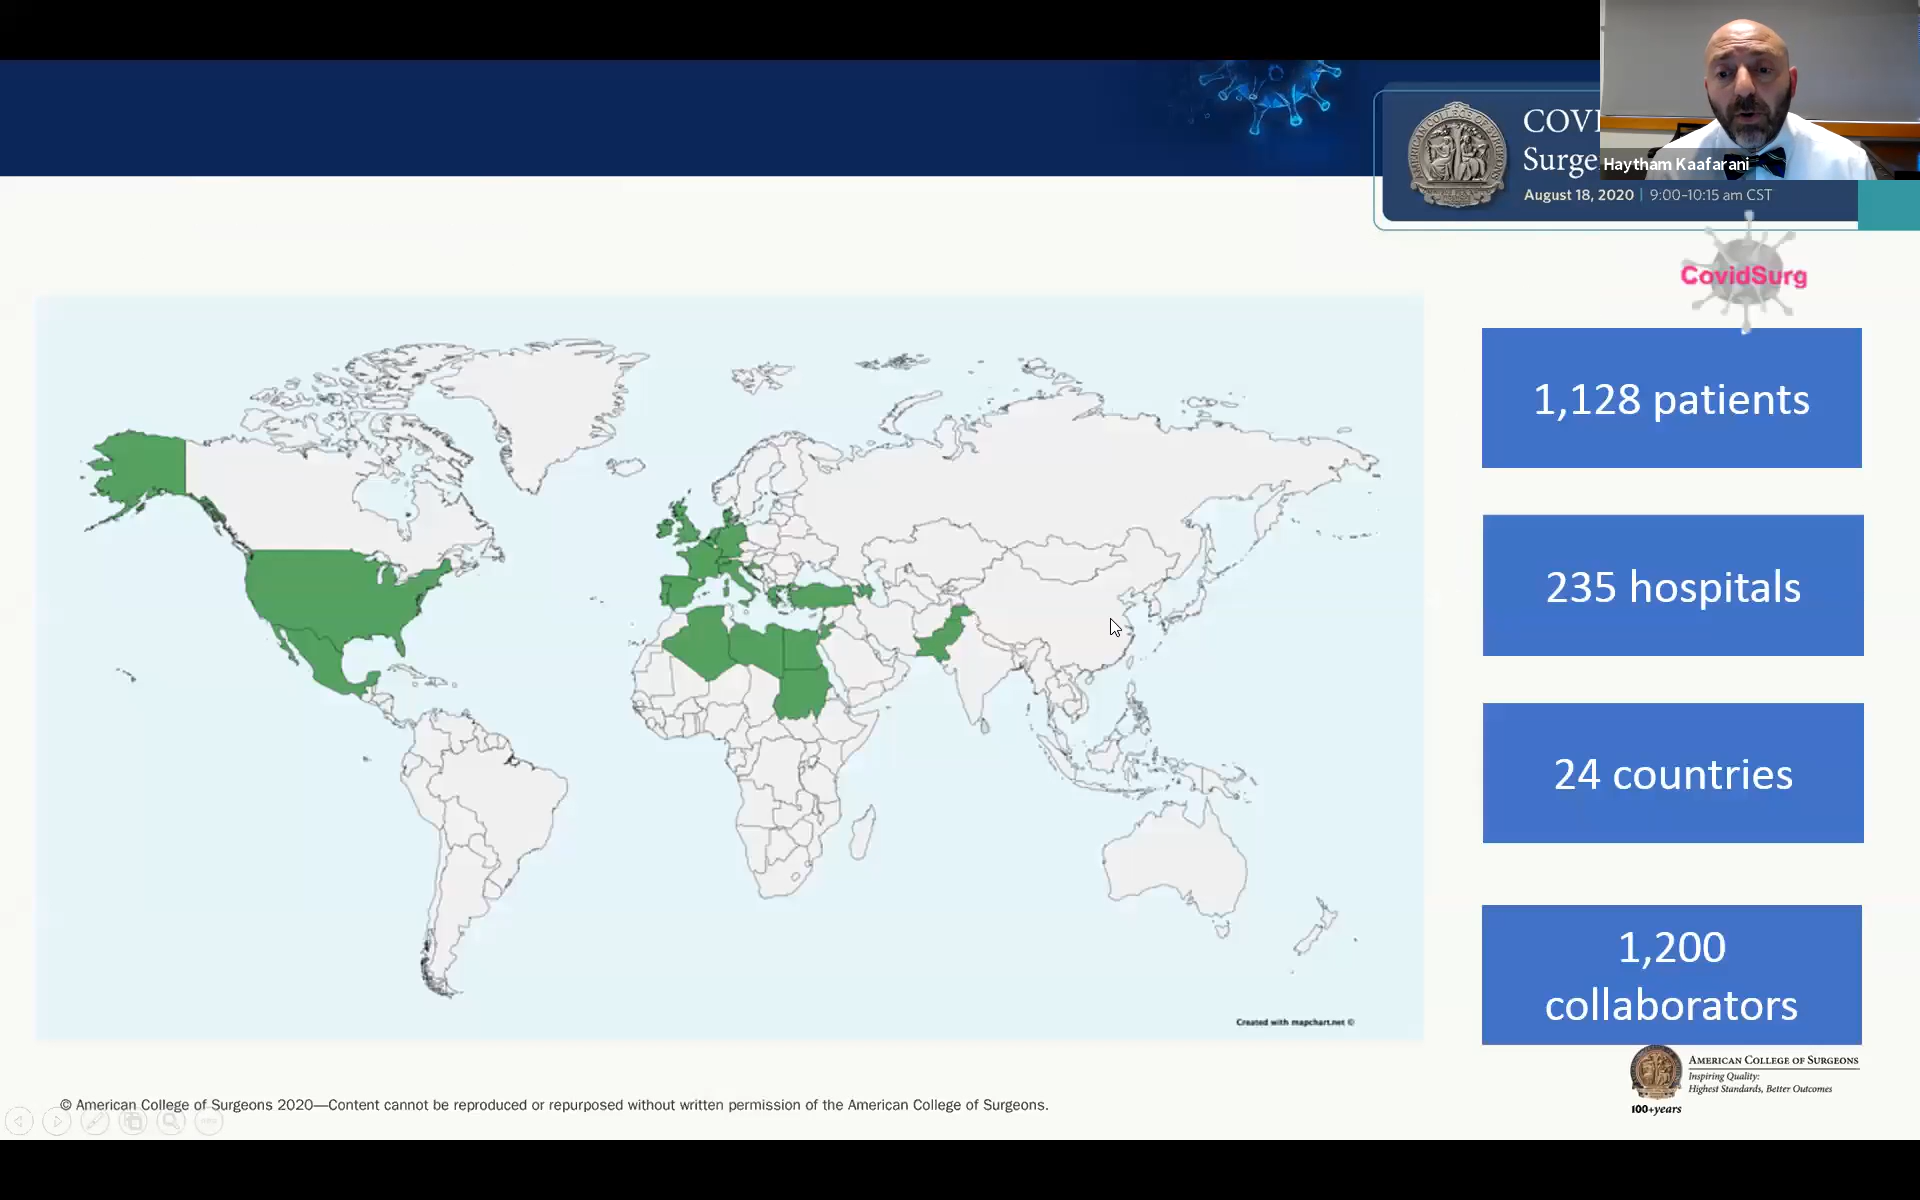 COVI
Surge
August 18, 2020 | 9:00–10:15 am CST
Haytham Kaafarani
CovidSurg
1,128 patients
235 hospitals
24 countries
1,200
collaborators
Created with mapchart.net ©
AMERICAN COLLEGE OF SURGEONS
Inspiring Quality:
Highest Standards, Better Outcomes
100+years
© American College of Surgeons 2020—Content cannot be reproduced or repurposed without written permission of the American College of Surgeons.